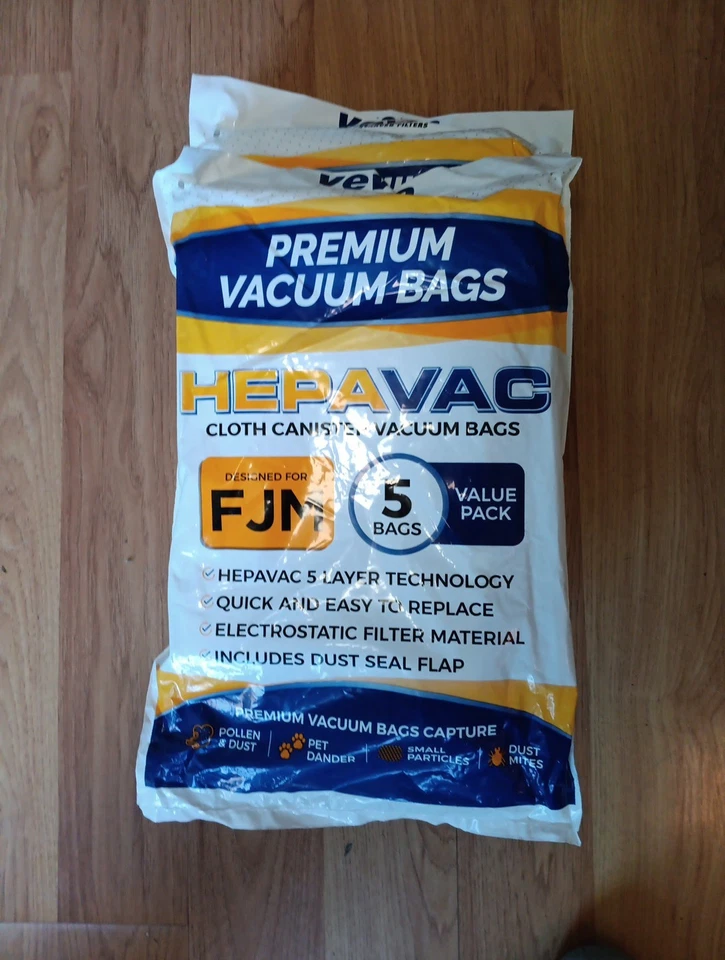 FILTERS
PREMIUM
VACUUM BAGS
HEPAVAC
CLOTH CANISTER VACUUM BAGS
DESIGNED FOR
FJM
5
BAGS
VALUE
PACK
HEPAVAC 5 LAYER TECHNOLOGY
QUICK AND EASY TO REPLACE
ELECTROSTATIC FILTER MATERIAL
INCLUDES DUST SEAL FLAP
PREMIUM VACUUM BAGS CAPTURE
POLLEN
& DUST
PET
DANDER
SMALL
PARTICLES
DUST
MITES